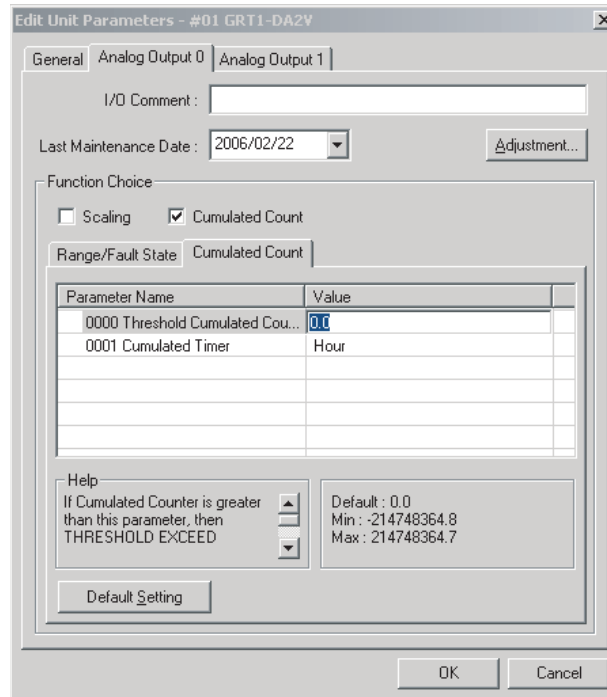 Edit Unit Parameters - #01 GRT1-DA2V
General Analog Output 0 Analog Output 1
I/O Comment :
Last Maintenance Date : 2006/02/22 Adjustment...
Function Choice
Scaling Cumulated Count
Range/Fault State Cumulated Count
Parameter Name Value
0000 Threshold Cumulated Cou... 0.0
0001 Cumulated Timer Hour
Help
If Cumulated Counter is greater
than this parameter, then
THRESHOLD EXCEED
Default : 0.0
Min : -214748364.8
Max : 214748364.7
Default Setting
OK Cancel